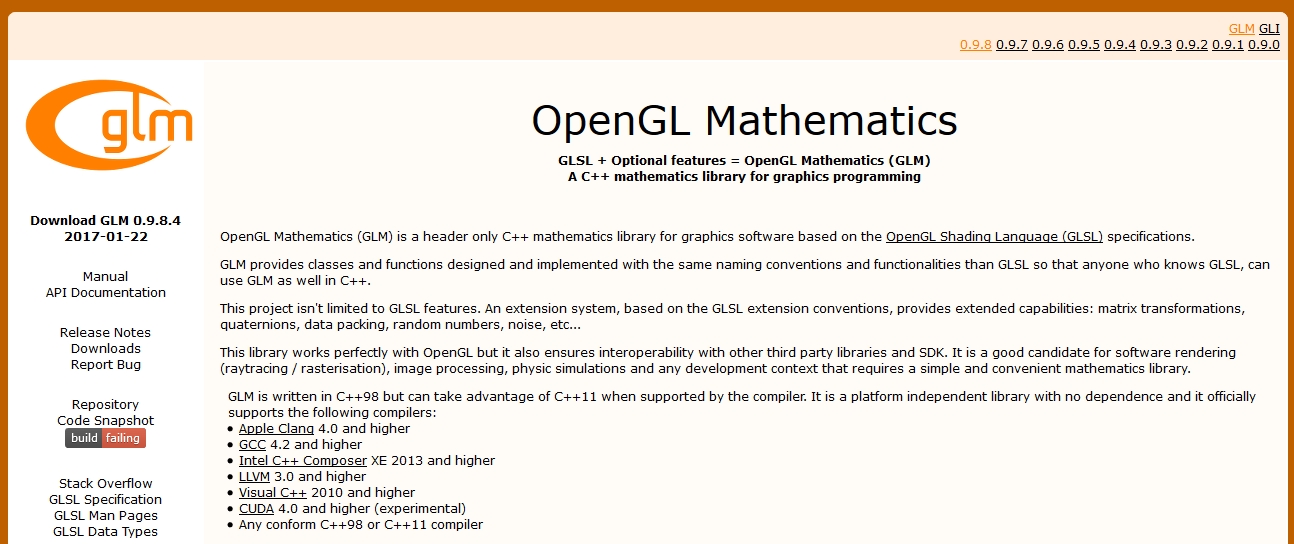 GLM GLI
0.9.8 0.9.7 0.9.6 0.9.5 0.9.4 0.9.3 0.9.2 0.9.1 0.9.0
glm
Download GLM 0.9.8.4
2017-01-22
Manual
API Documentation
Release Notes
Downloads
Report Bug
Repository
Code Snapshot
build failing
Stack Overflow
GLSL Specification
GLSL Man Pages
GLSL Data Types
OpenGL Mathematics
GLSL + Optional features = OpenGL Mathematics (GLM)
A C++ mathematics library for graphics programming
OpenGL Mathematics (GLM) is a header only C++ mathematics library for graphics software based on the OpenGL Shading Language (GLSL) specifications.
GLM provides classes and functions designed and implemented with the same naming conventions and functionalities than GLSL so that anyone who knows GLSL, can
use GLM as well in C++.
This project isn't limited to GLSL features. An extension system, based on the GLSL extension conventions, provides extended capabilities: matrix transformations,
quaternions, data packing, random numbers, noise, etc...
This library works perfectly with OpenGL but it also ensures interoperability with other third party libraries and SDK. It is a good candidate for software rendering
(raytracing / rasterisation), image processing, physic simulations and any development context that requires a simple and convenient mathematics library.
GLM is written in C++98 but can take advantage of C++11 when supported by the compiler. It is a platform independent library with no dependence and it officially
supports the following compilers:
• Apple Clang 4.0 and higher
• GCC 4.2 and higher
• Intel C++ Composer XE 2013 and higher
• LLVM 3.0 and higher
• Visual C++ 2010 and higher
• CUDA 4.0 and higher (experimental)
• Any conform C++98 or C++11 compiler